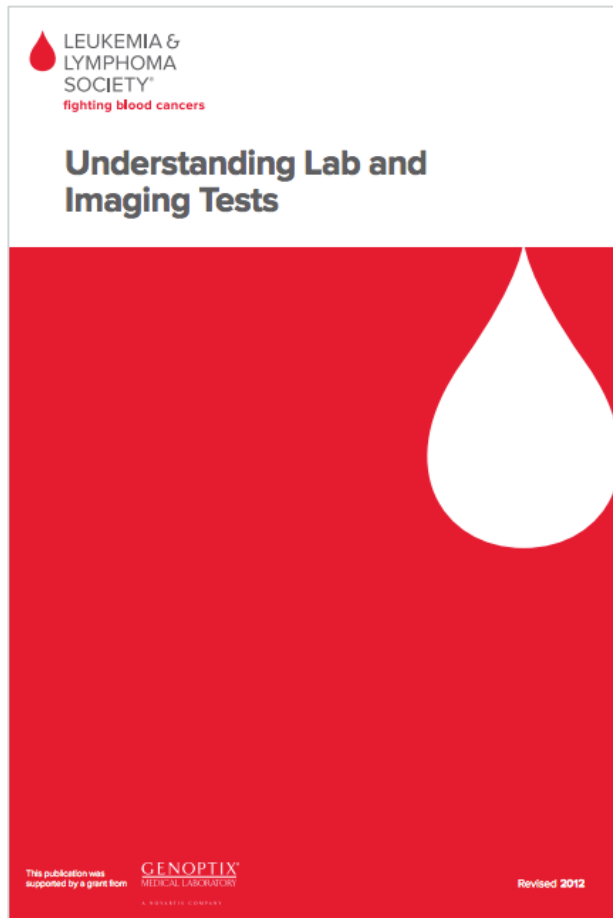 LEUKEMIA &
LYMPHOMA
SOCIETY®
fighting blood cancers
Understanding Lab and
Imaging Tests
This publication was
supported by a grant from
GENOPTIX®
MEDICAL LABORATORY
A NOVARTIS COMPANY
Revised 2012